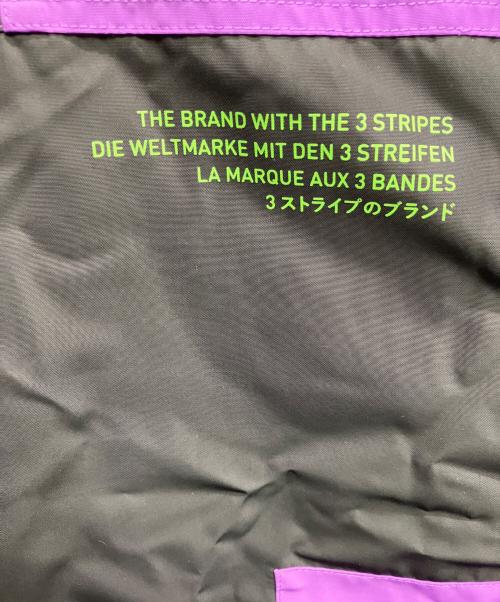 THE BRAND WITH THE 3 STRIPES
DIE WELTMARKE MIT DEN 3 STREIFEN
LA MARQUE AUX 3 BANDES
3ストライプのブランド